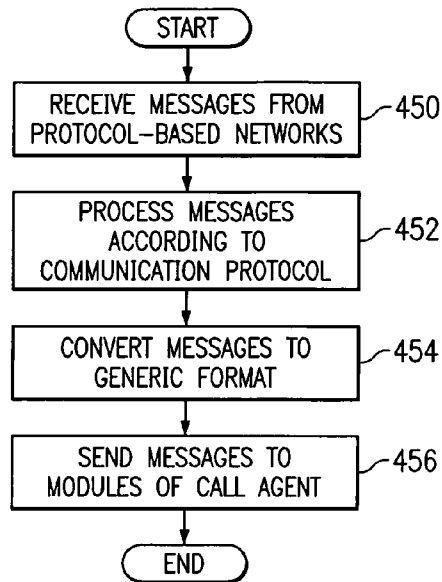 START
RECEIVE MESSAGES FROM
PROTOCOL-BASED NETWORKS
450
PROCESS MESSAGES
ACCORDING TO
COMMUNICATION PROTOCOL
452
CONVERT MESSAGES TO
GENERIC FORMAT
454
SEND MESSAGES TO
MODULES OF CALL AGENT
456
END